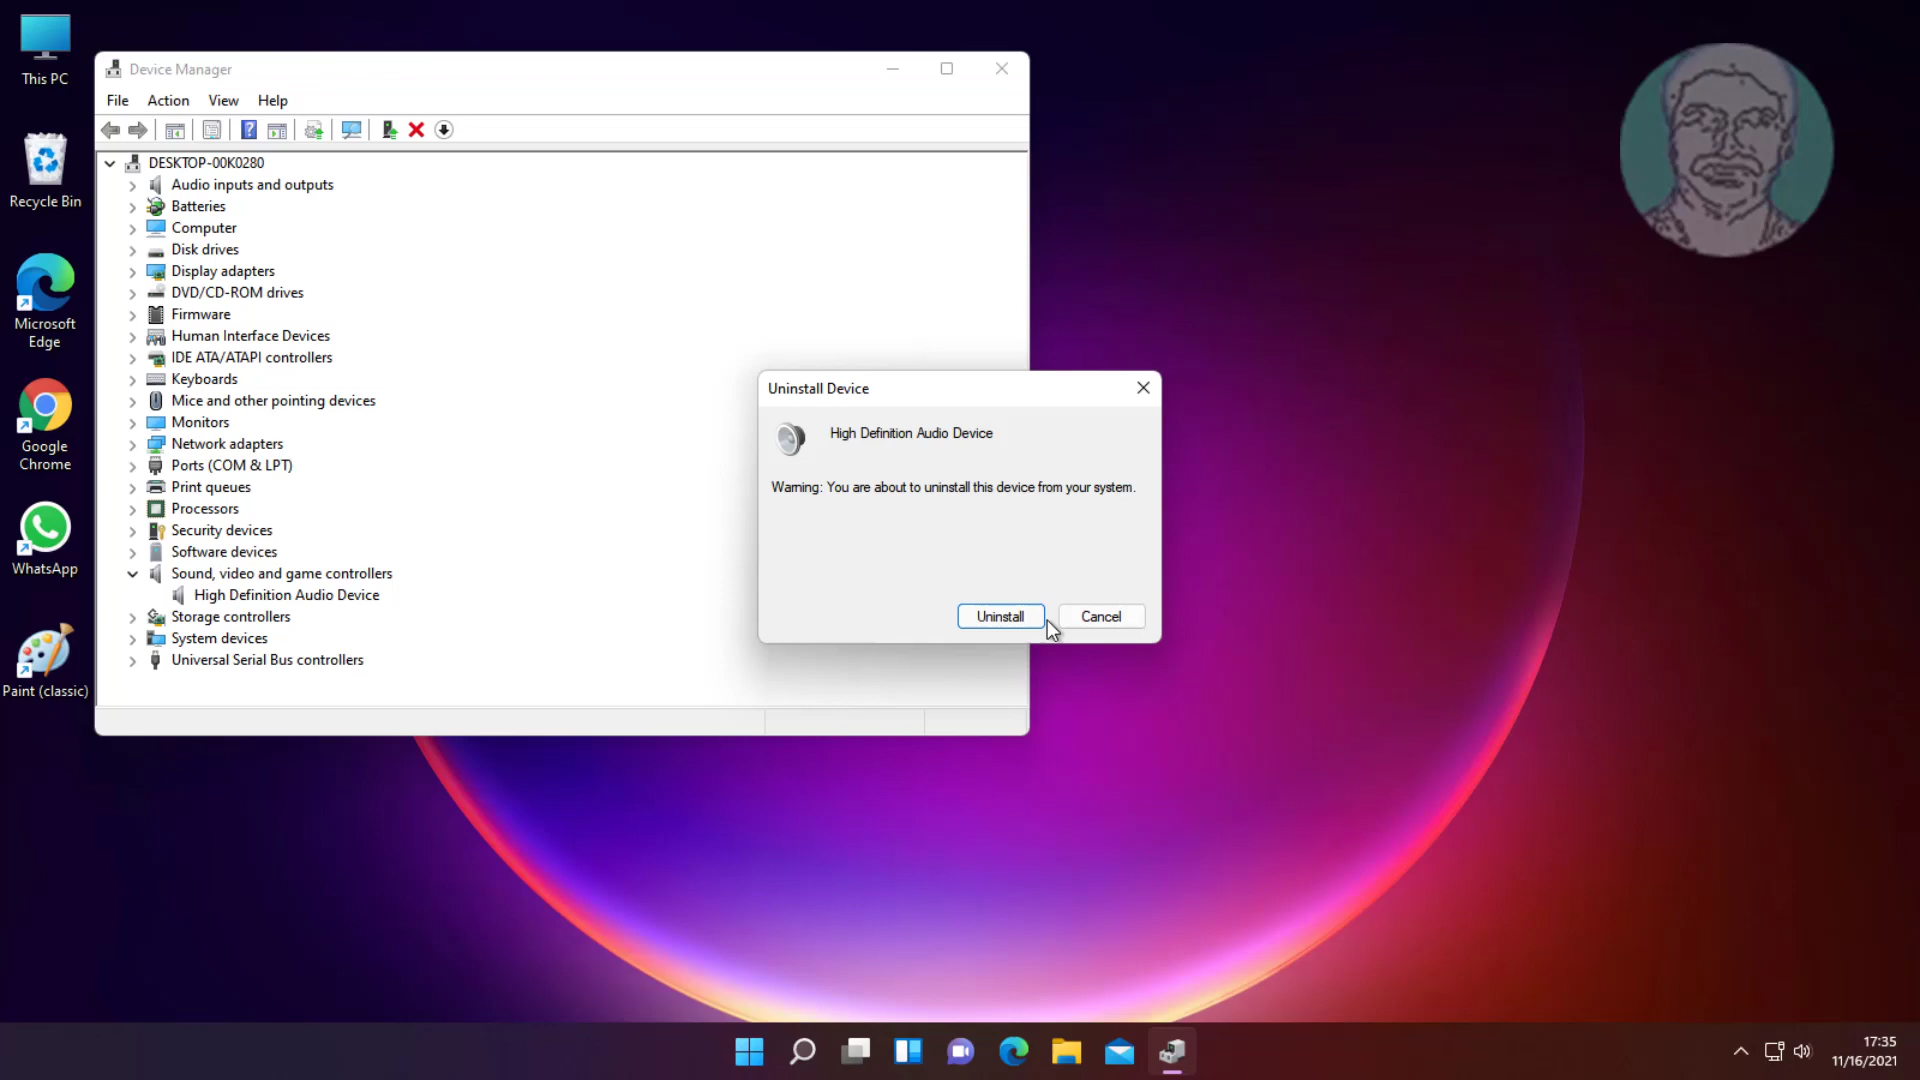 This PC
Recycle Bin
Microsoft
Edge
Google
Chrome
WhatsApp
Paint (classic)
Device Manager
File Action View Help
DESKTOP-00K0280
Audio inputs and outputs
Batteries
Computer
Disk drives
Display adapters
DVD/CD-ROM drives
Firmware
Human Interface Devices
IDE ATA/ATAPI controllers
Keyboards
Mice and other pointing devices
Monitors
Network adapters
Ports (COM & LPT)
Print queues
Processors
Security devices
Software devices
Sound, video and game controllers
High Definition Audio Device
Storage controllers
System devices
Universal Serial Bus controllers
Uninstall Device
High Definition Audio Device
Warning: You are about to uninstall this device from your system.
Uninstall Cancel
17:35
11/16/2021